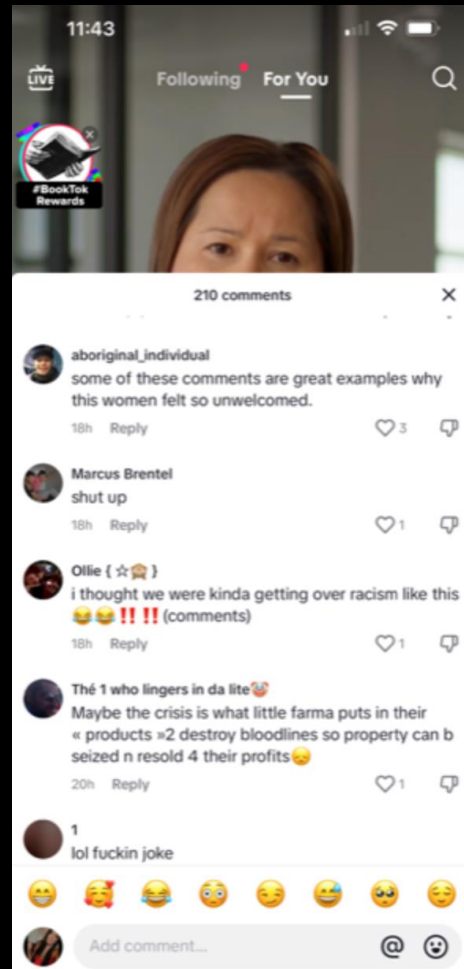 11:43
LIVE
Following For You
#BookTok
Rewards
210 comments
aboriginal_individual
some of these comments are great examples why
this women felt so unwelcomed.
18h Reply 3
Marcus Brentel
shut up
18h Reply 1
Ollie { ☆🙈 }
i thought we were kinda getting over racism like this
😂😂‼️ ‼️ (comments)
18h Reply 1
Thé 1 who lingers in da lite🤡
Maybe the crisis is what little farma puts in their
« products »2 destroy bloodlines so property can b
seized n resold 4 their profits😞
20h Reply 1
1
lol fuckin joke
Add comment... @